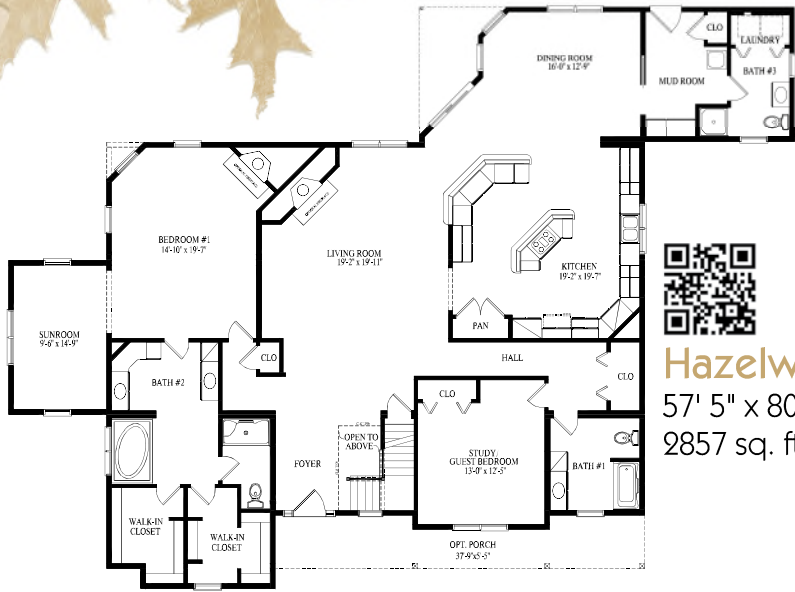 CLO
LAUNDRY
DINING ROOM
16'-0" x 12'-9"
MUD ROOM
BATH #3
BEDROOM #1
14'-10" x 19'-7"
LIVING ROOM
19'-2" x 19'-11"
KITCHEN
19'-2" x 19'-7"
SUNROOM
9'-6" x 14'-9"
PAN
CLO
HALL
CLO
BATH #2
CLO
OPEN TO
ABOVE
FOYER
STUDY/
GUEST BEDROOM
13'-0" x 12'-5"
BATH #1
WALK-IN
CLOSET
WALK-IN
CLOSET
OPT. PORCH
37'-9"x5'-5"
Hazelw
57' 5" x 80
2857 sq. ft